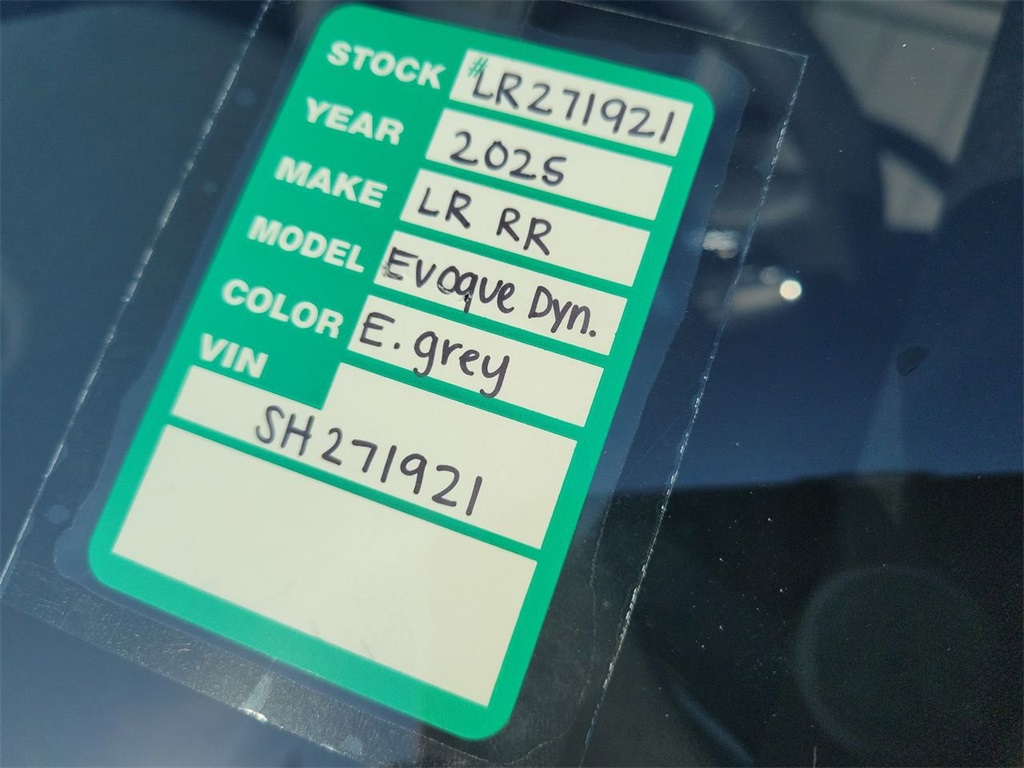 STOCK #LR271921
YEAR 2025
MAKE LR RR
MODEL Evoque Dyn.
COLOR E. grey
VIN
SH271921